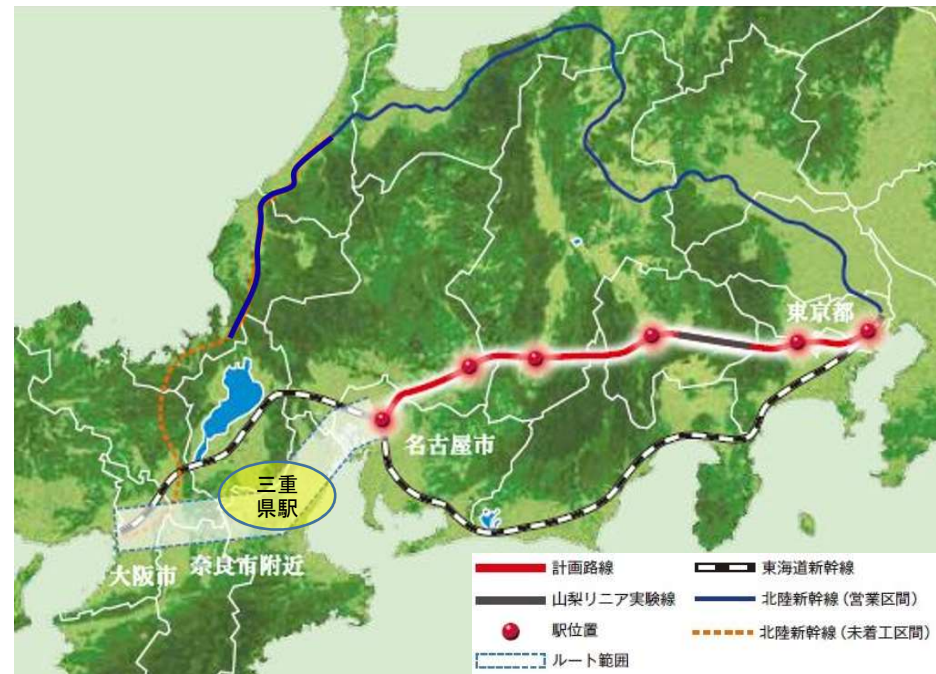 東京都
名古屋市
三重
県駅
大阪市
奈良市附近
計画路線
東海道新幹線
山梨リニア実験線
北陸新幹線(営業区間)
駅位置
北陸新幹線(未着工区間)
ルート範囲